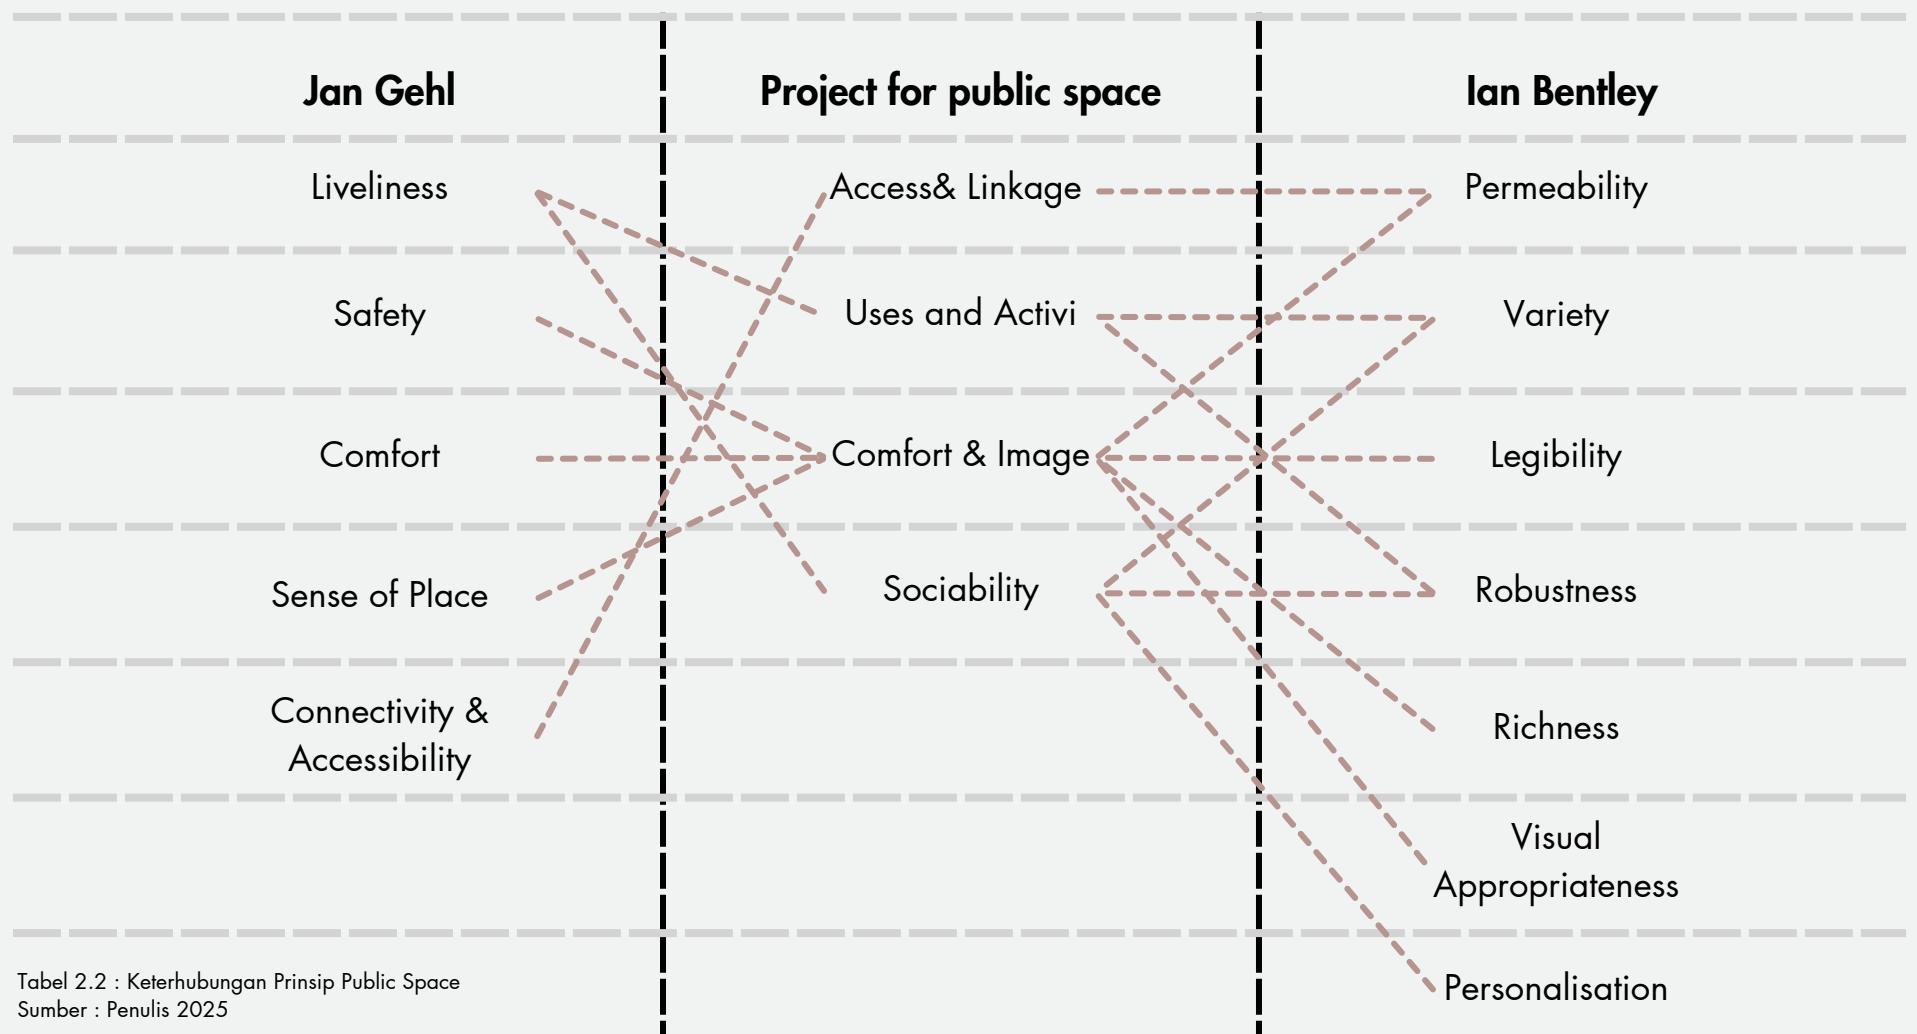 Jan Gehl
Project for public space
Ian Bentley
Liveliness
Access& Linkage
Permeability
Safety
Uses and Activi
Variety
Comfort
Comfort & Image
Legibility
Sense of Place
Sociability
Robustness
Connectivity &
Accessibility
Richness
Visual
Appropriateness
Personalisation
Tabel 2.2 : Keterhubungan Prinsip Public Space
Sumber : Penulis 2025